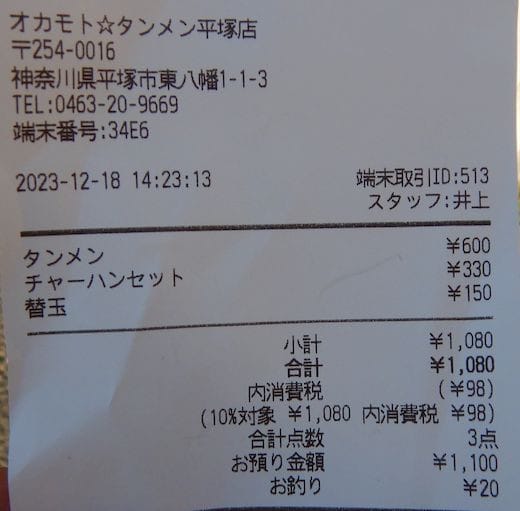 オカモト☆タンメン平塚店
〒254-0016
神奈川県平塚市東八幡1-1-3
TEL:0463-20-9669
端末番号:34E6
2023-12-18 14:23:13 端末取引ID:513
スタッフ:井上
タンメン ¥600
チャーハンセット ¥330
替玉 ¥150
小計 ¥1,080
合計 ¥1,080
内消費税 (¥98)
(10%対象 ¥1,080 内消費税 ¥98)
合計点数 3点
お預り金額 ¥1,100
お釣り ¥20